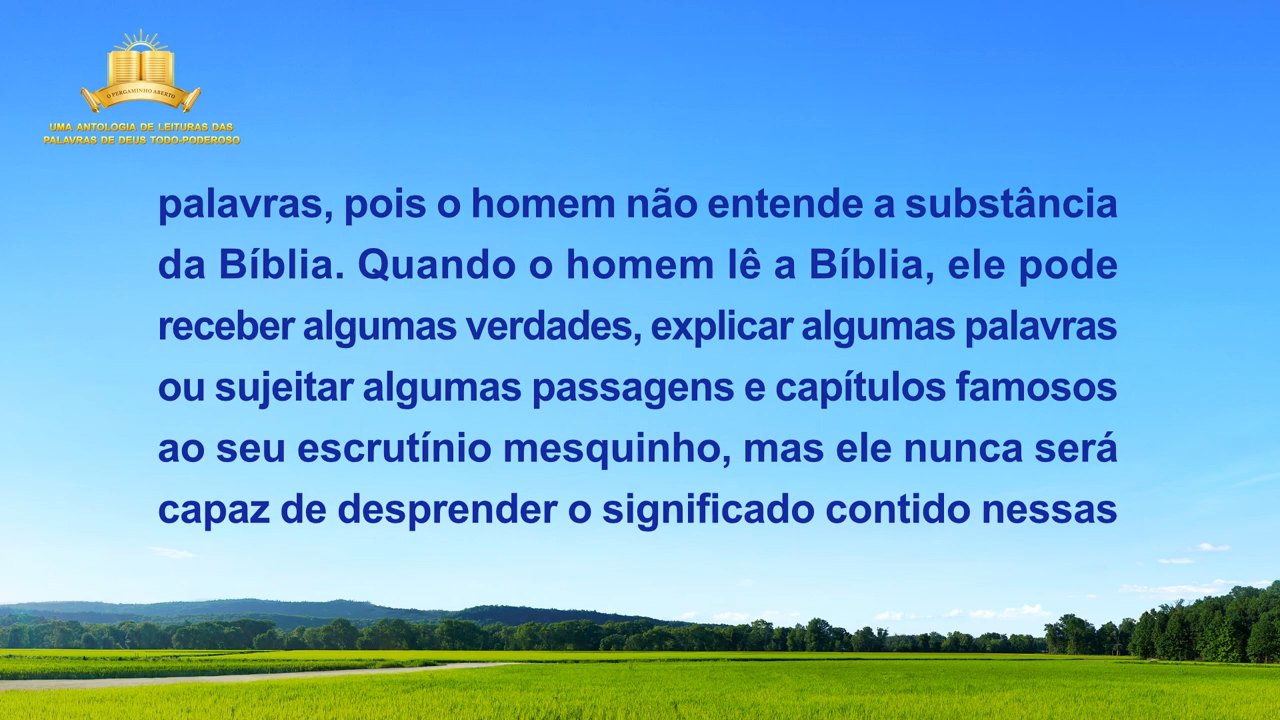 O PERGAMINHO ABERTO
UMA ANTOLOGIA DE LEITURAS DAS
PALAVRAS DE DEUS TODO-PODEROSO
palavras, pois o homem não entende a substância
da Bíblia. Quando o homem lê a Bíblia, ele pode
receber algumas verdades, explicar algumas palavras
ou sujeitar algumas passagens e capítulos famosos
ao seu escrutínio mesquinho, mas ele nunca será
capaz de desprender o significado contido nessas